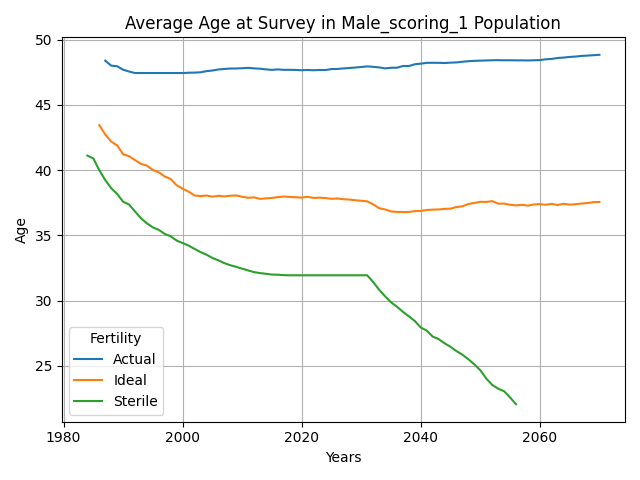 Average Age at Survey in Male_scoring_1 Population
50
45
40
35
30
25
Age
Fertility
Actual
Ideal
Sterile
1980
2000
2020
2040
2060
Years